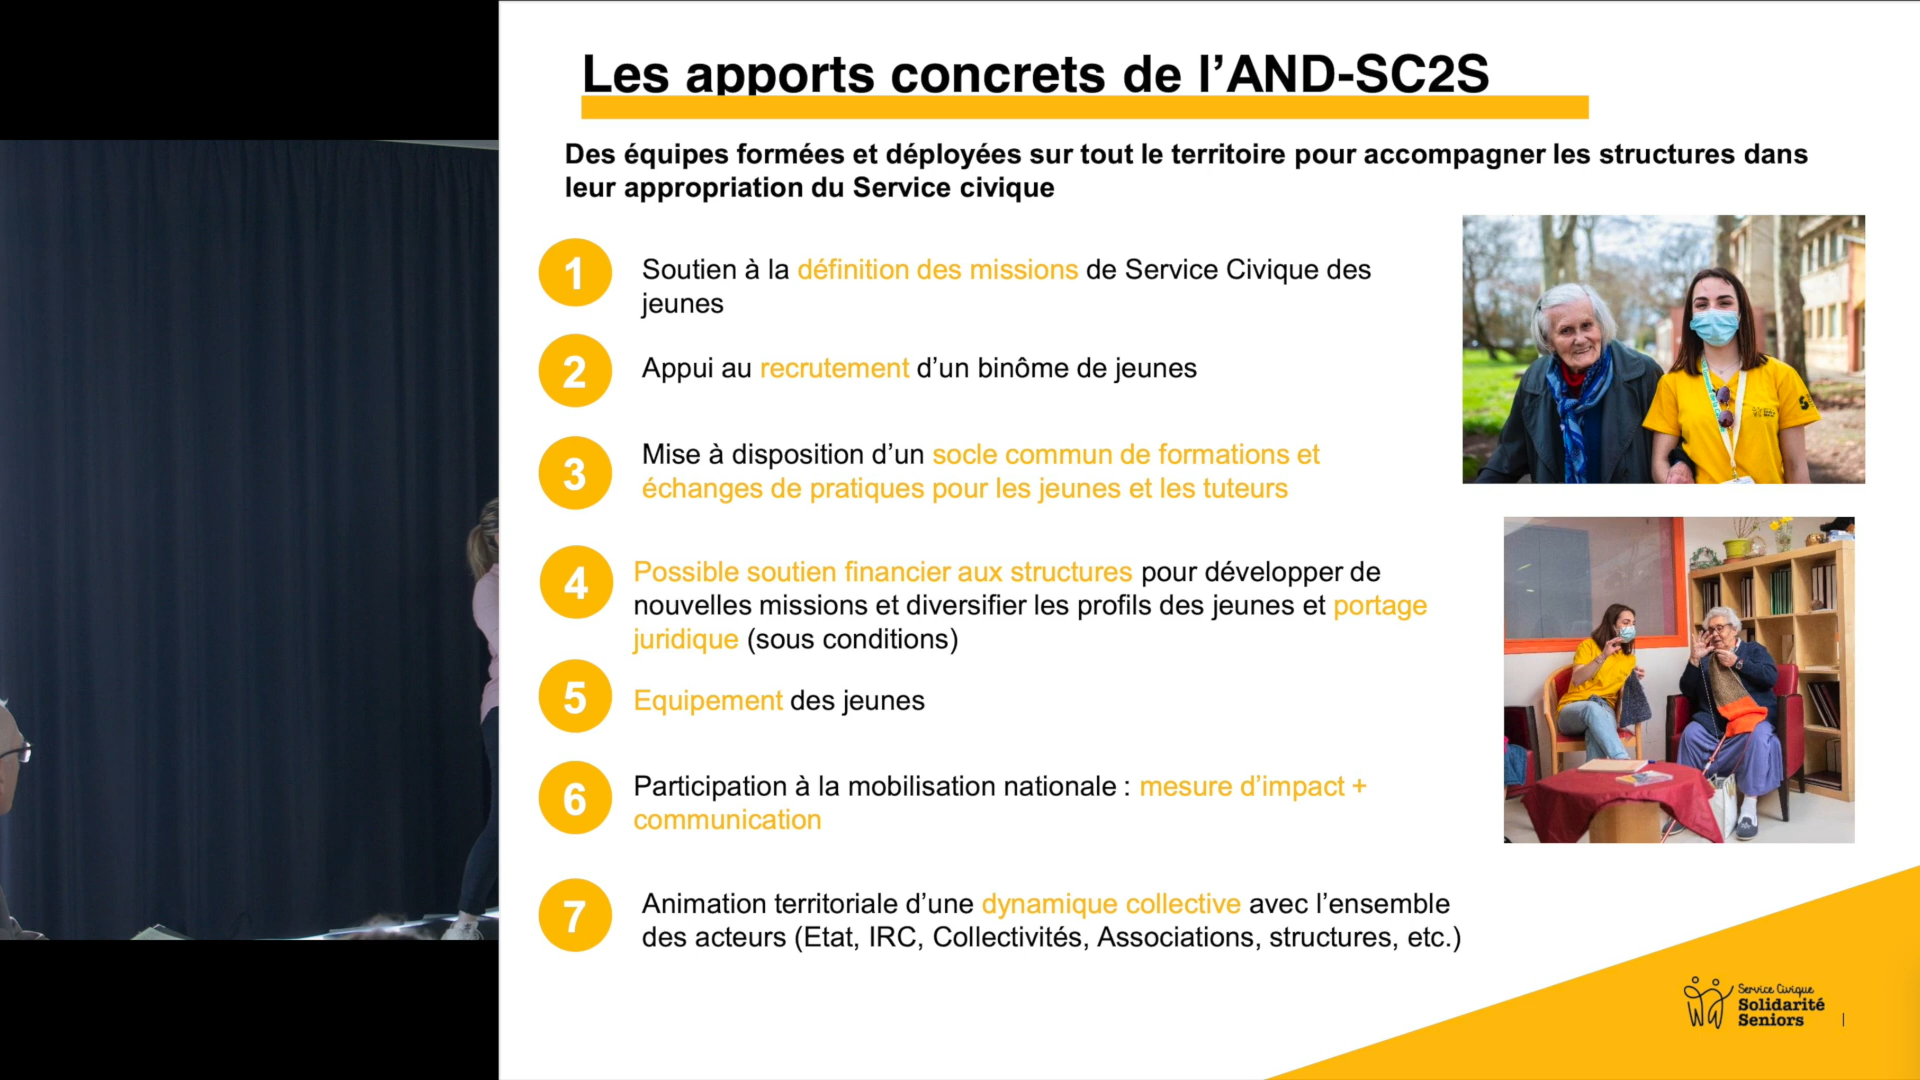 Les apports concrets de l’AND-SC2S
Des équipes formées et déployées sur tout le territoire pour accompagner les structures dans
leur appropriation du Service civique
1
Soutien à la définition des missions de Service Civique des
jeunes
2
Appui au recrutement d’un binôme de jeunes
3
Mise à disposition d’un socle commun de formations et
échanges de pratiques pour les jeunes et les tuteurs
4
Possible soutien financier aux structures pour développer de
nouvelles missions et diversifier les profils des jeunes et portage
juridique (sous conditions)
5
Equipement des jeunes
6
Participation à la mobilisation nationale : mesure d’impact +
communication
7
Animation territoriale d’une dynamique collective avec l’ensemble
des acteurs (Etat, IRC, Collectivités, Associations, structures, etc.)
Service Civique
Solidarité
Seniors